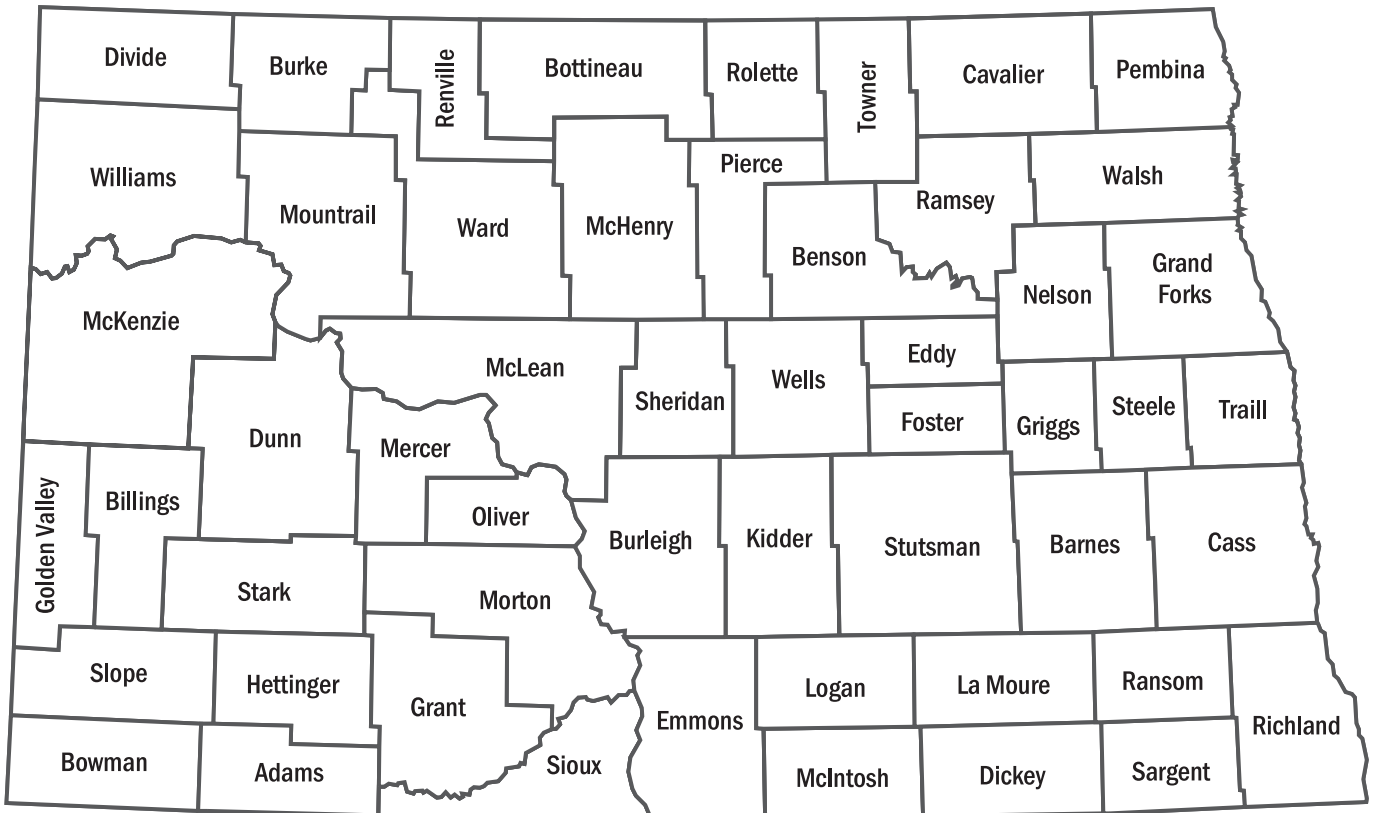 Divide
Burke
Renville
Bottineau
Rolette
Towner
Cavalier
Pembina
Williams
Mountrail
Ward
McHenry
Pierce
Benson
Ramsey
Walsh
Nelson
Grand
Forks
McKenzie
McLean
Sheridan
Wells
Eddy
Foster
Griggs
Steele
Traill
Dunn
Mercer
Oliver
Golden Valley
Billings
Burleigh
Kidder
Stutsman
Barnes
Cass
Stark
Morton
Slope
Hettinger
Grant
Emmons
Logan
La Moure
Ransom
Richland
Bowman
Adams
Sioux
McIntosh
Dickey
Sargent